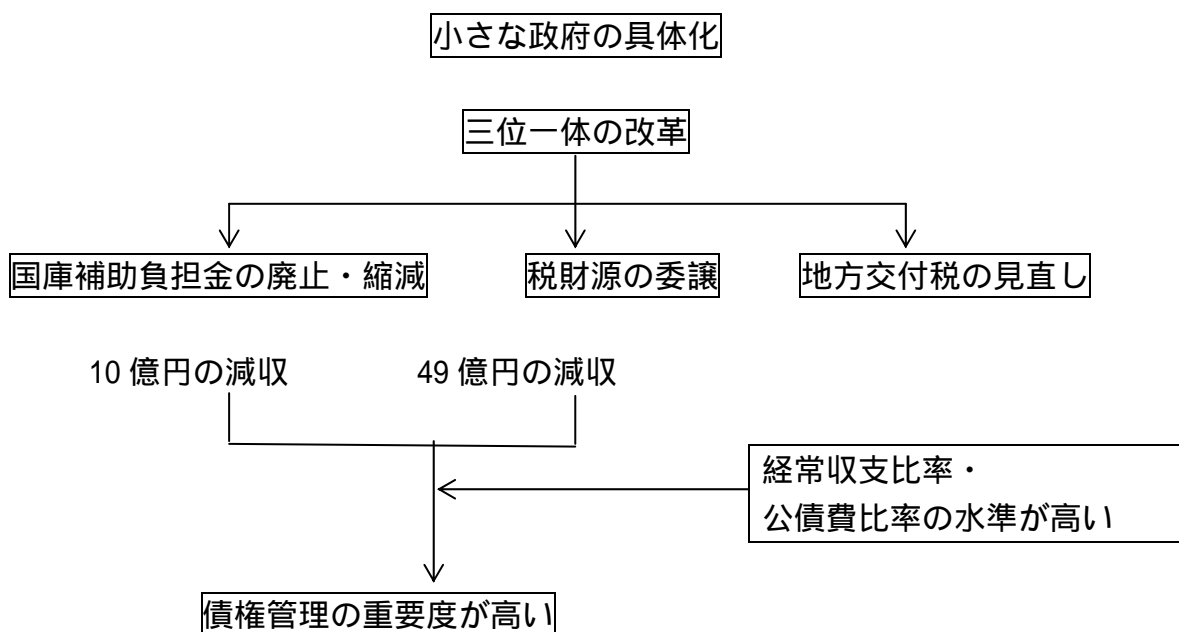 小さな政府の具体化
三位一体の改革
国庫補助負担金の廃止・縮減
税財源の委譲
地方交付税の見直し
10 億円の減収
49 億円の減収
経常収支比率・
公債費比率の水準が高い
債権管理の重要度が高い